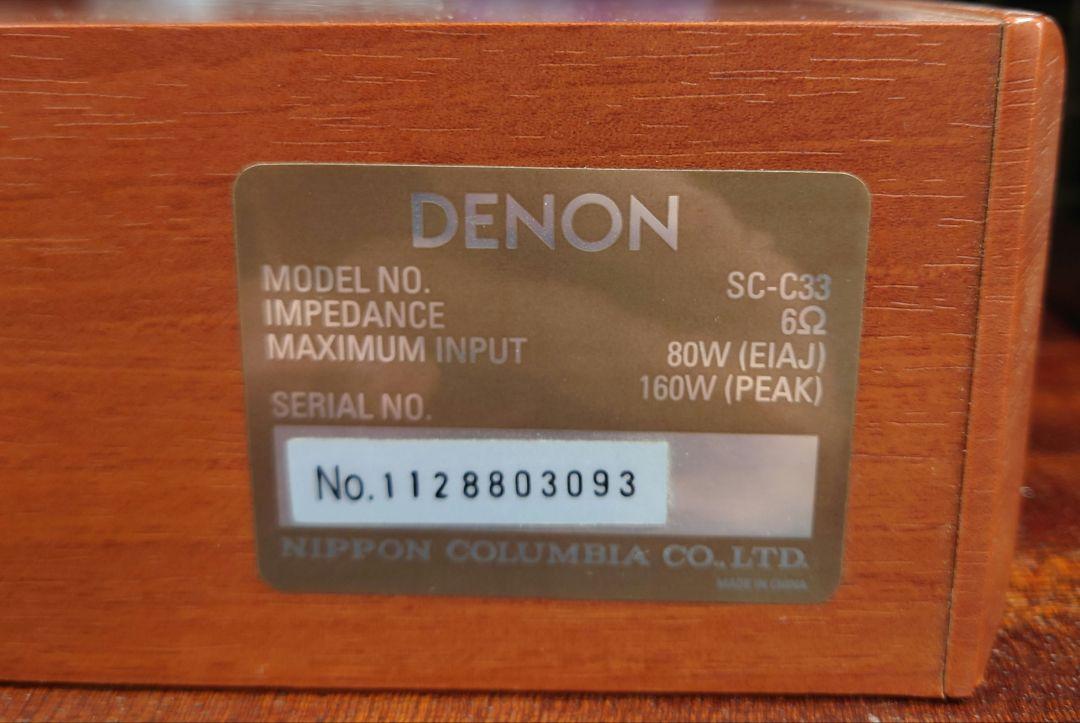 DENON
MODEL NO. SC-C33
IMPEDANCE 6Ω
MAXIMUM INPUT 80W (EIAJ)
160W (PEAK)
SERIAL NO.
No.1128803093
NIPPON COLUMBIA CO.,LTD.
MADE IN CHINA